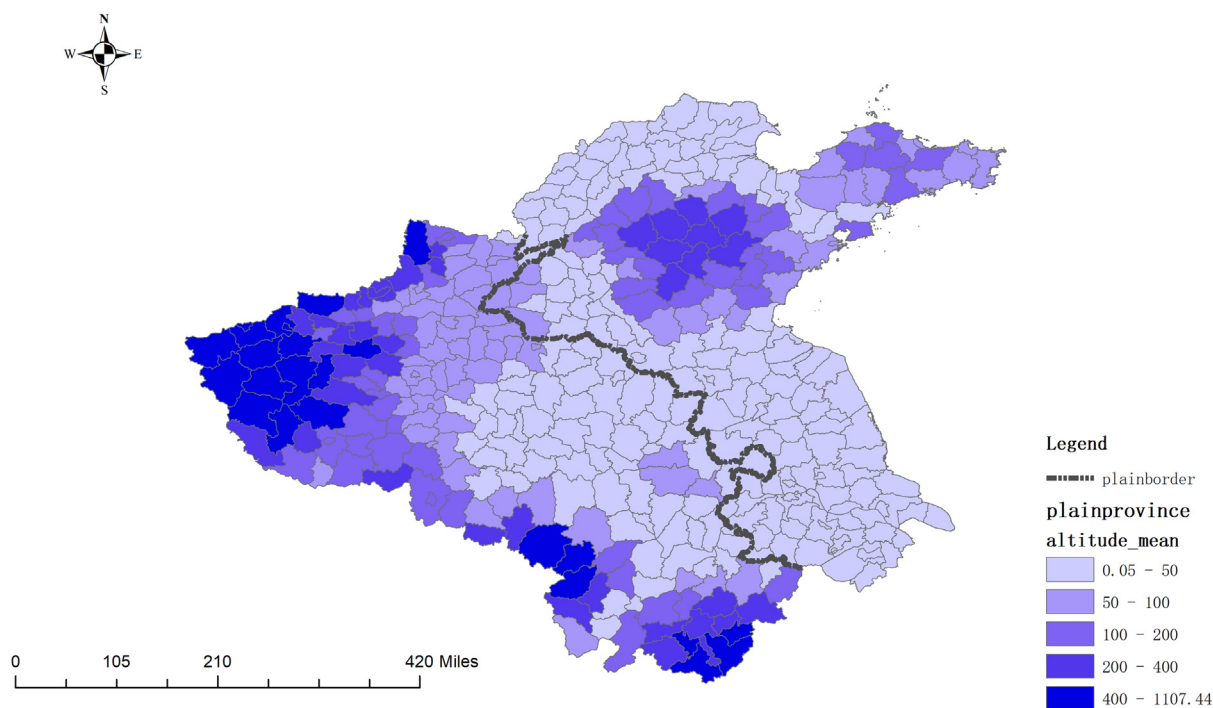 N
W E
S
Legend
plainborder
plainprovince
altitude_mean
0.05 - 50
50 - 100
100 - 200
200 - 400
400 - 1107.44
0 105 210 420 Miles